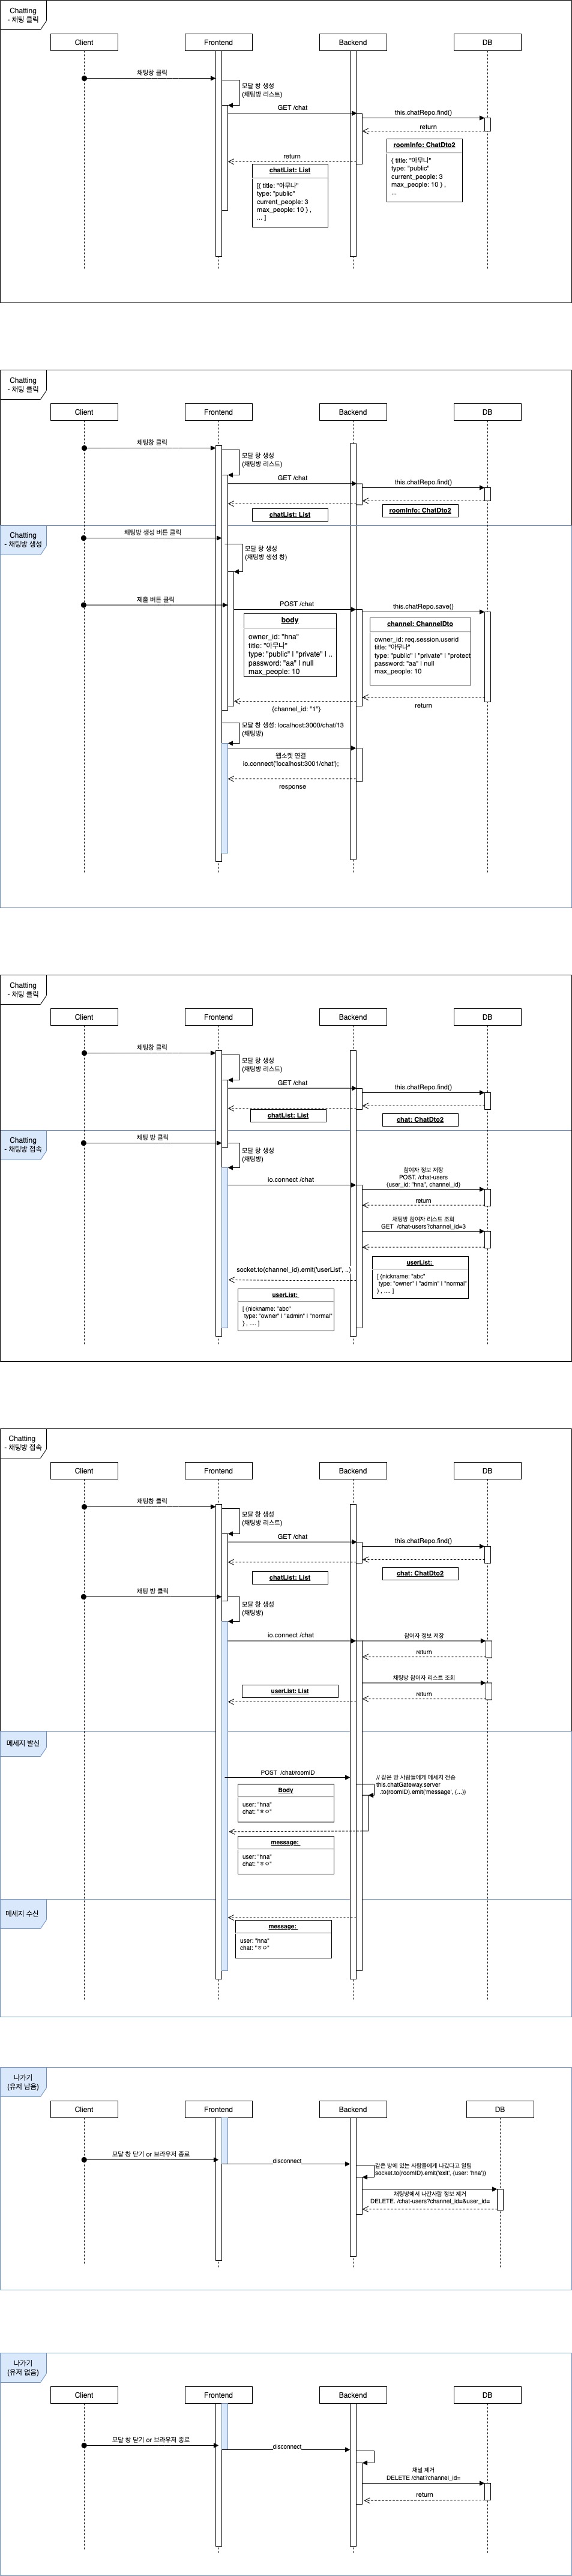 Chatting
- 채팅 클릭
Client
Frontend
Backend
DB
채팅창 클릭
모달 창 생성
(채팅방 리스트)
GET /chat
this.chatRepo.find()
return
return
roomInfo: ChatDto2
{ title: "아무나"
type: "public"
current_people: 3
max_people: 10 } ,
...
chatList: List
[{ title: "아무나"
type: "public"
current_people: 3
max_people: 10 } ,
... ]
Chatting
- 채팅 클릭
Client
Frontend
Backend
DB
채팅창 클릭
모달 창 생성
(채팅방 리스트)
GET /chat
this.chatRepo.find()
chatList: List
roomInfo: ChatDto2
Chatting
- 채팅방 생성
채팅방 생성 버튼 클릭
모달 창 생성
(채팅방 생성 창)
제출 버튼 클릭
POST /chat
this.chatRepo.save()
body
owner_id: "hna"
title: "아무나"
type: "public" | "private" | ..
password: "aa" | null
max_people: 10
channel: ChannelDto
owner_id: req.session.userid
title: "아무나"
type: "public" | "private" | "protect
password: "aa" | null
max_people: 10
{channel_id: "1"}
return
모달 창 생성: localhost:3000/chat/13
(채팅방)
웹소켓 연결
io.connect('localhost:3001/chat');
response
Chatting
- 채팅 클릭
Client
Frontend
Backend
DB
채팅창 클릭
모달 창 생성
(채팅방 리스트)
GET /chat
this.chatRepo.find()
chatList: List
chat: ChatDto2
Chatting
- 채팅방 접속
채팅 방 클릭
모달 창 생성
(채팅방)
io.connect /chat
참여자 정보 저장
POST. /chat-users
{user_id: "hna", channel_id}
return
채팅방 참여자 리스트 조회
GET /chat-users?channel_id=3
socket.to(channel_id).emit('userList', ..)
userList:
[ {nickname: "abc"
type: "owner" | "admin" | "normal"
} , .... ]
userList:
[ {nickname: "abc"
type: "owner" | "admin" | "normal"
} , .... ]
Chatting
- 채팅방 접속
Client
Frontend
Backend
DB
채팅창 클릭
모달 창 생성
(채팅방 리스트)
GET /chat
this.chatRepo.find()
chatList: List
chat: ChatDto2
채팅 방 클릭
모달 창 생성
(채팅방)
io.connect /chat
참여자 정보 저장
return
채팅방 참여자 리스트 조회
return
userList: List
메세지 발신
POST /chat/roomID
// 같은 방 사람들에게 메세지 전송
this.chatGateway.server
.to(roomID).emit('message', {...})
Body
user: "hna"
chat: "ㅎㅇ"
message:
user: "hna"
chat: "ㅎㅇ"
메세지 수신
message:
user: "hna"
chat: "ㅎㅇ"
나가기
(유저 남음)
Client
Frontend
Backend
DB
모달 창 닫기 or 브라우저 종료
disconnect
같은 방에 있는 사람들에게 나갔다고 알림
socket.to(roomID).emit('exit', {user: 'hna'})
채팅방에서 나간사람 정보 제거
DELETE. /chat-users?channel_id=&user_id=
나가기
(유저 없음)
Client
Frontend
Backend
DB
모달 창 닫기 or 브라우저 종료
disconnect
채널 제거
DELETE /chat?channel_id=
return